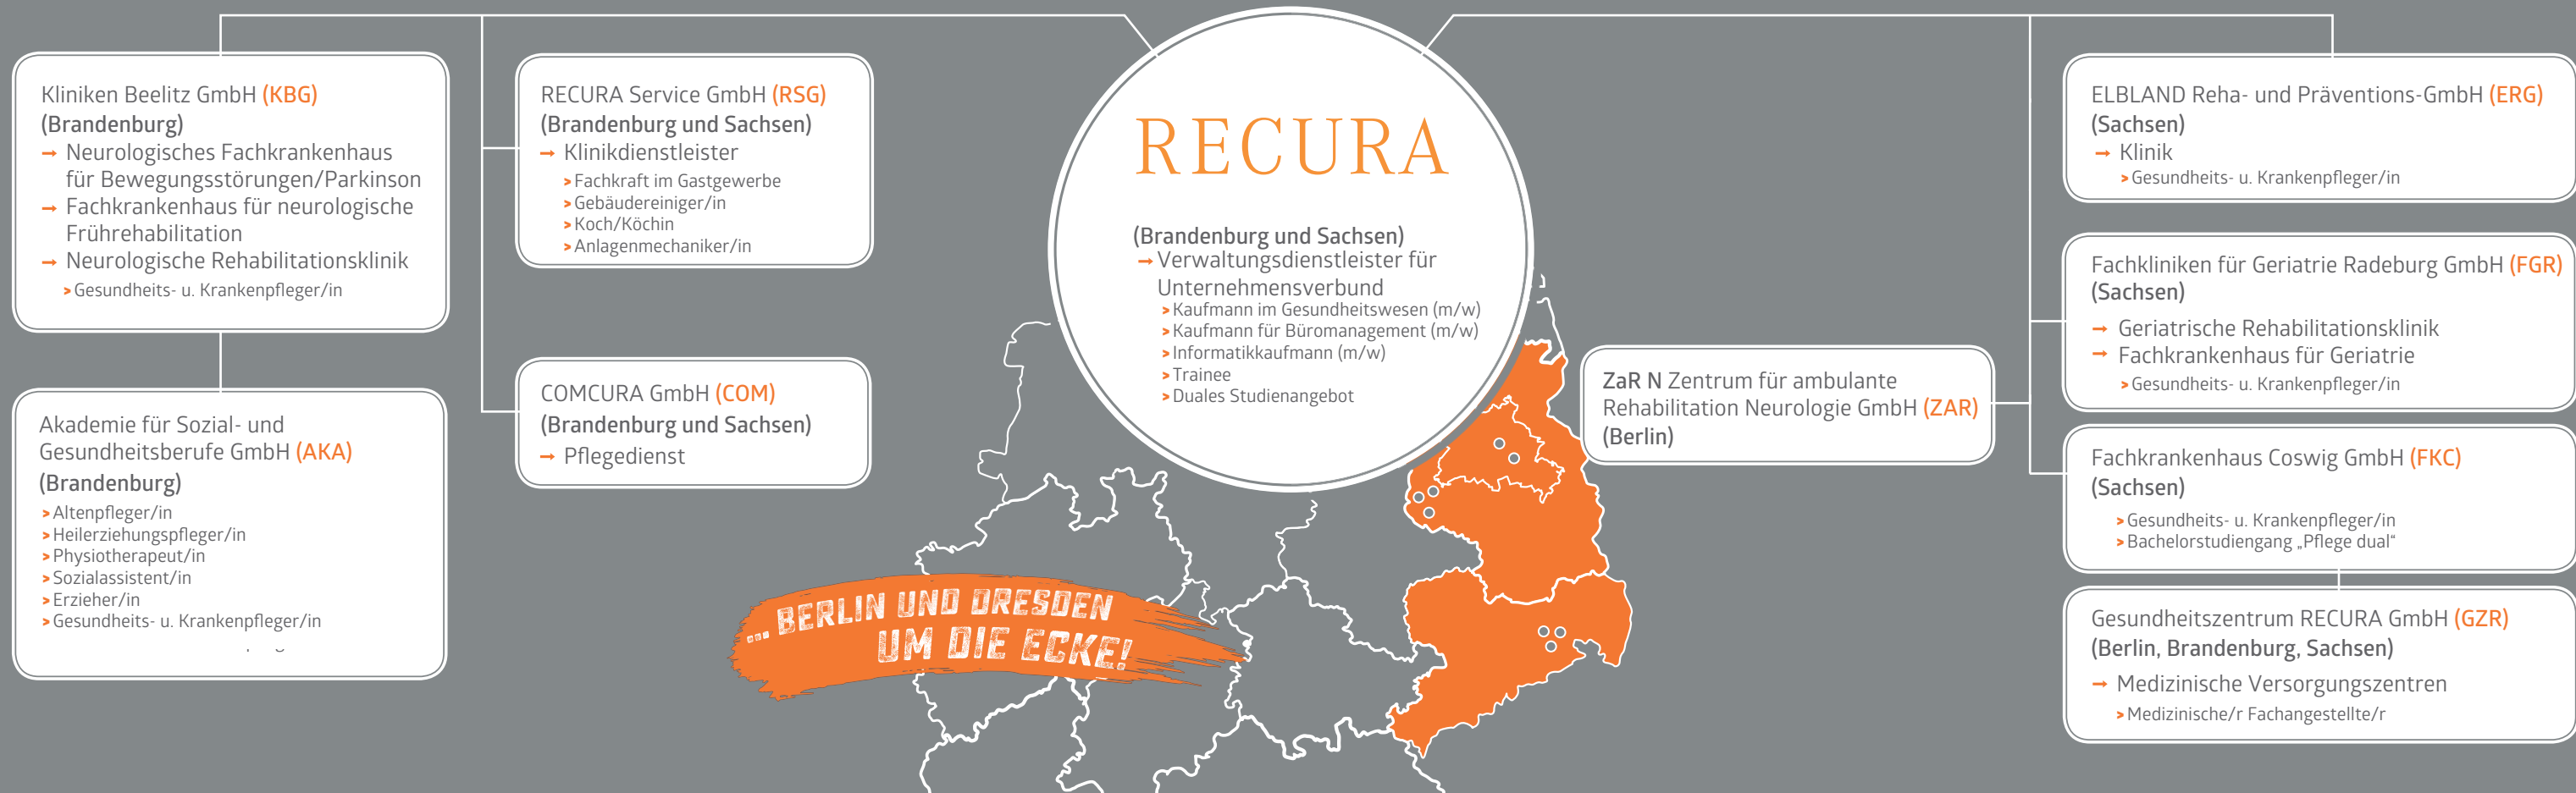 Kliniken Beelitz GmbH (KBG)
(Brandenburg)
→ Neurologisches Fachkrankenhaus
für Bewegungsstörungen/Parkinson
→ Fachkrankenhaus für neurologische
Frührehabilitation
→ Neurologische Rehabilitationsklinik
> Gesundheits- u. Krankenpfleger/in
Akademie für Sozial- und
Gesundheitsberufe GmbH (AKA)
(Brandenburg)
> Altenpfleger/in
> Heilerziehungspfleger/in
> Physiotherapeut/in
> Sozialassistent/in
> Erzieher/in
> Gesundheits- u. Krankenpfleger/in
RECURA Service GmbH (RSG)
(Brandenburg und Sachsen)
→ Klinikdienstleister
> Fachkraft im Gastgewerbe
> Gebäudereiniger/in
> Koch/Köchin
> Anlagenmechaniker/in
COMCURA GmbH (COM)
(Brandenburg und Sachsen)
→ Pflegedienst
RECURA
(Brandenburg und Sachsen)
→ Verwaltungsdienstleister für
Unternehmensverbund
> Kaufmann im Gesundheitswesen (m/w)
> Kaufmann für Büromanagement (m/w)
> Informatikkaufmann (m/w)
> Trainee
> Duales Studienangebot
... BERLIN UND DRESDEN
UM DIE ECKE!
ZaR N Zentrum für ambulante
Rehabilitation Neurologie GmbH (ZAR)
(Berlin)
ELBLAND Reha- und Präventions-GmbH (ERG)
(Sachsen)
→ Klinik
> Gesundheits- u. Krankenpfleger/in
Fachkliniken für Geriatrie Radeburg GmbH (FGR)
(Sachsen)
→ Geriatrische Rehabilitationsklinik
→ Fachkrankenhaus für Geriatrie
> Gesundheits- u. Krankenpfleger/in
Fachkrankenhaus Coswig GmbH (FKC)
(Sachsen)
> Gesundheits- u. Krankenpfleger/in
> Bachelorstudiengang „Pflege dual“
Gesundheitszentrum RECURA GmbH (GZR)
(Berlin, Brandenburg, Sachsen)
→ Medizinische Versorgungszentren
> Medizinische/r Fachangestellte/r